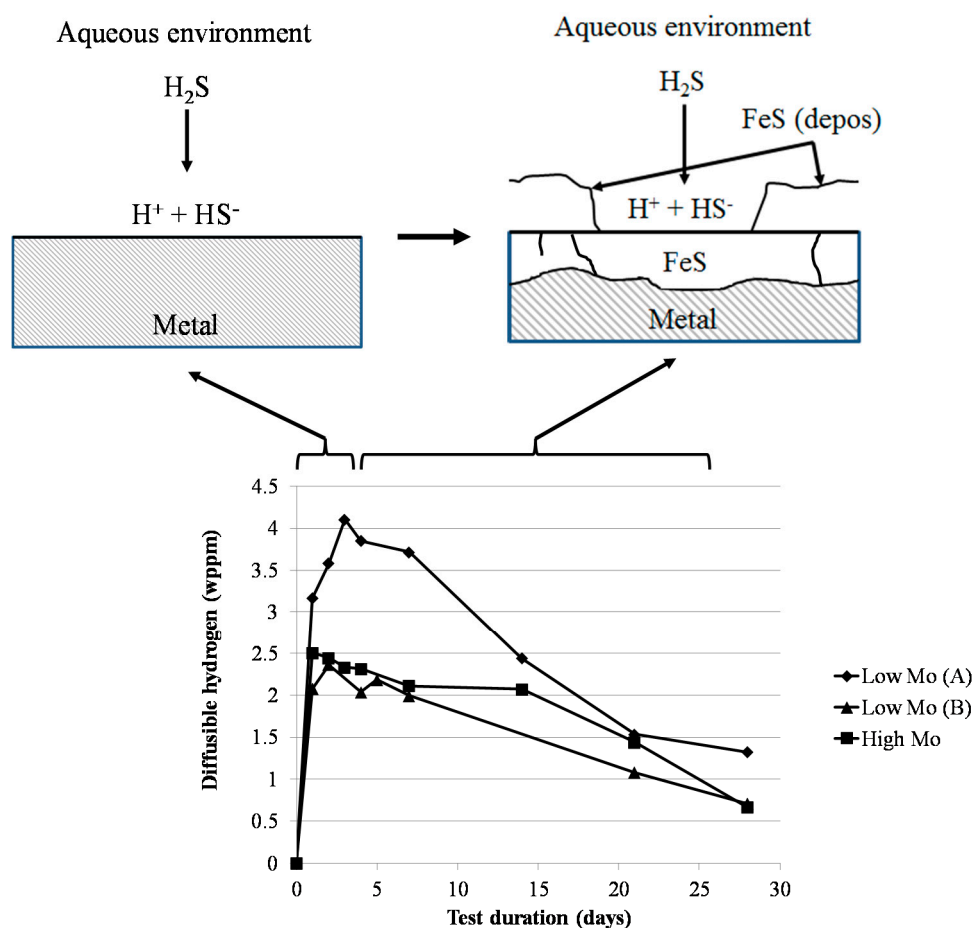 Aqueous environment
H₂S
H⁺ + HS⁻
Metal
Aqueous environment
H₂S
FeS (depos)
H⁺ + HS⁻
FeS
Metal
Diffusible hydrogen (wppm)
4.5
4
3.5
3
2.5
2
1.5
1
0.5
0
0 5 10 15 20 25 30
Test duration (days)
Low Mo (A)
Low Mo (B)
High Mo